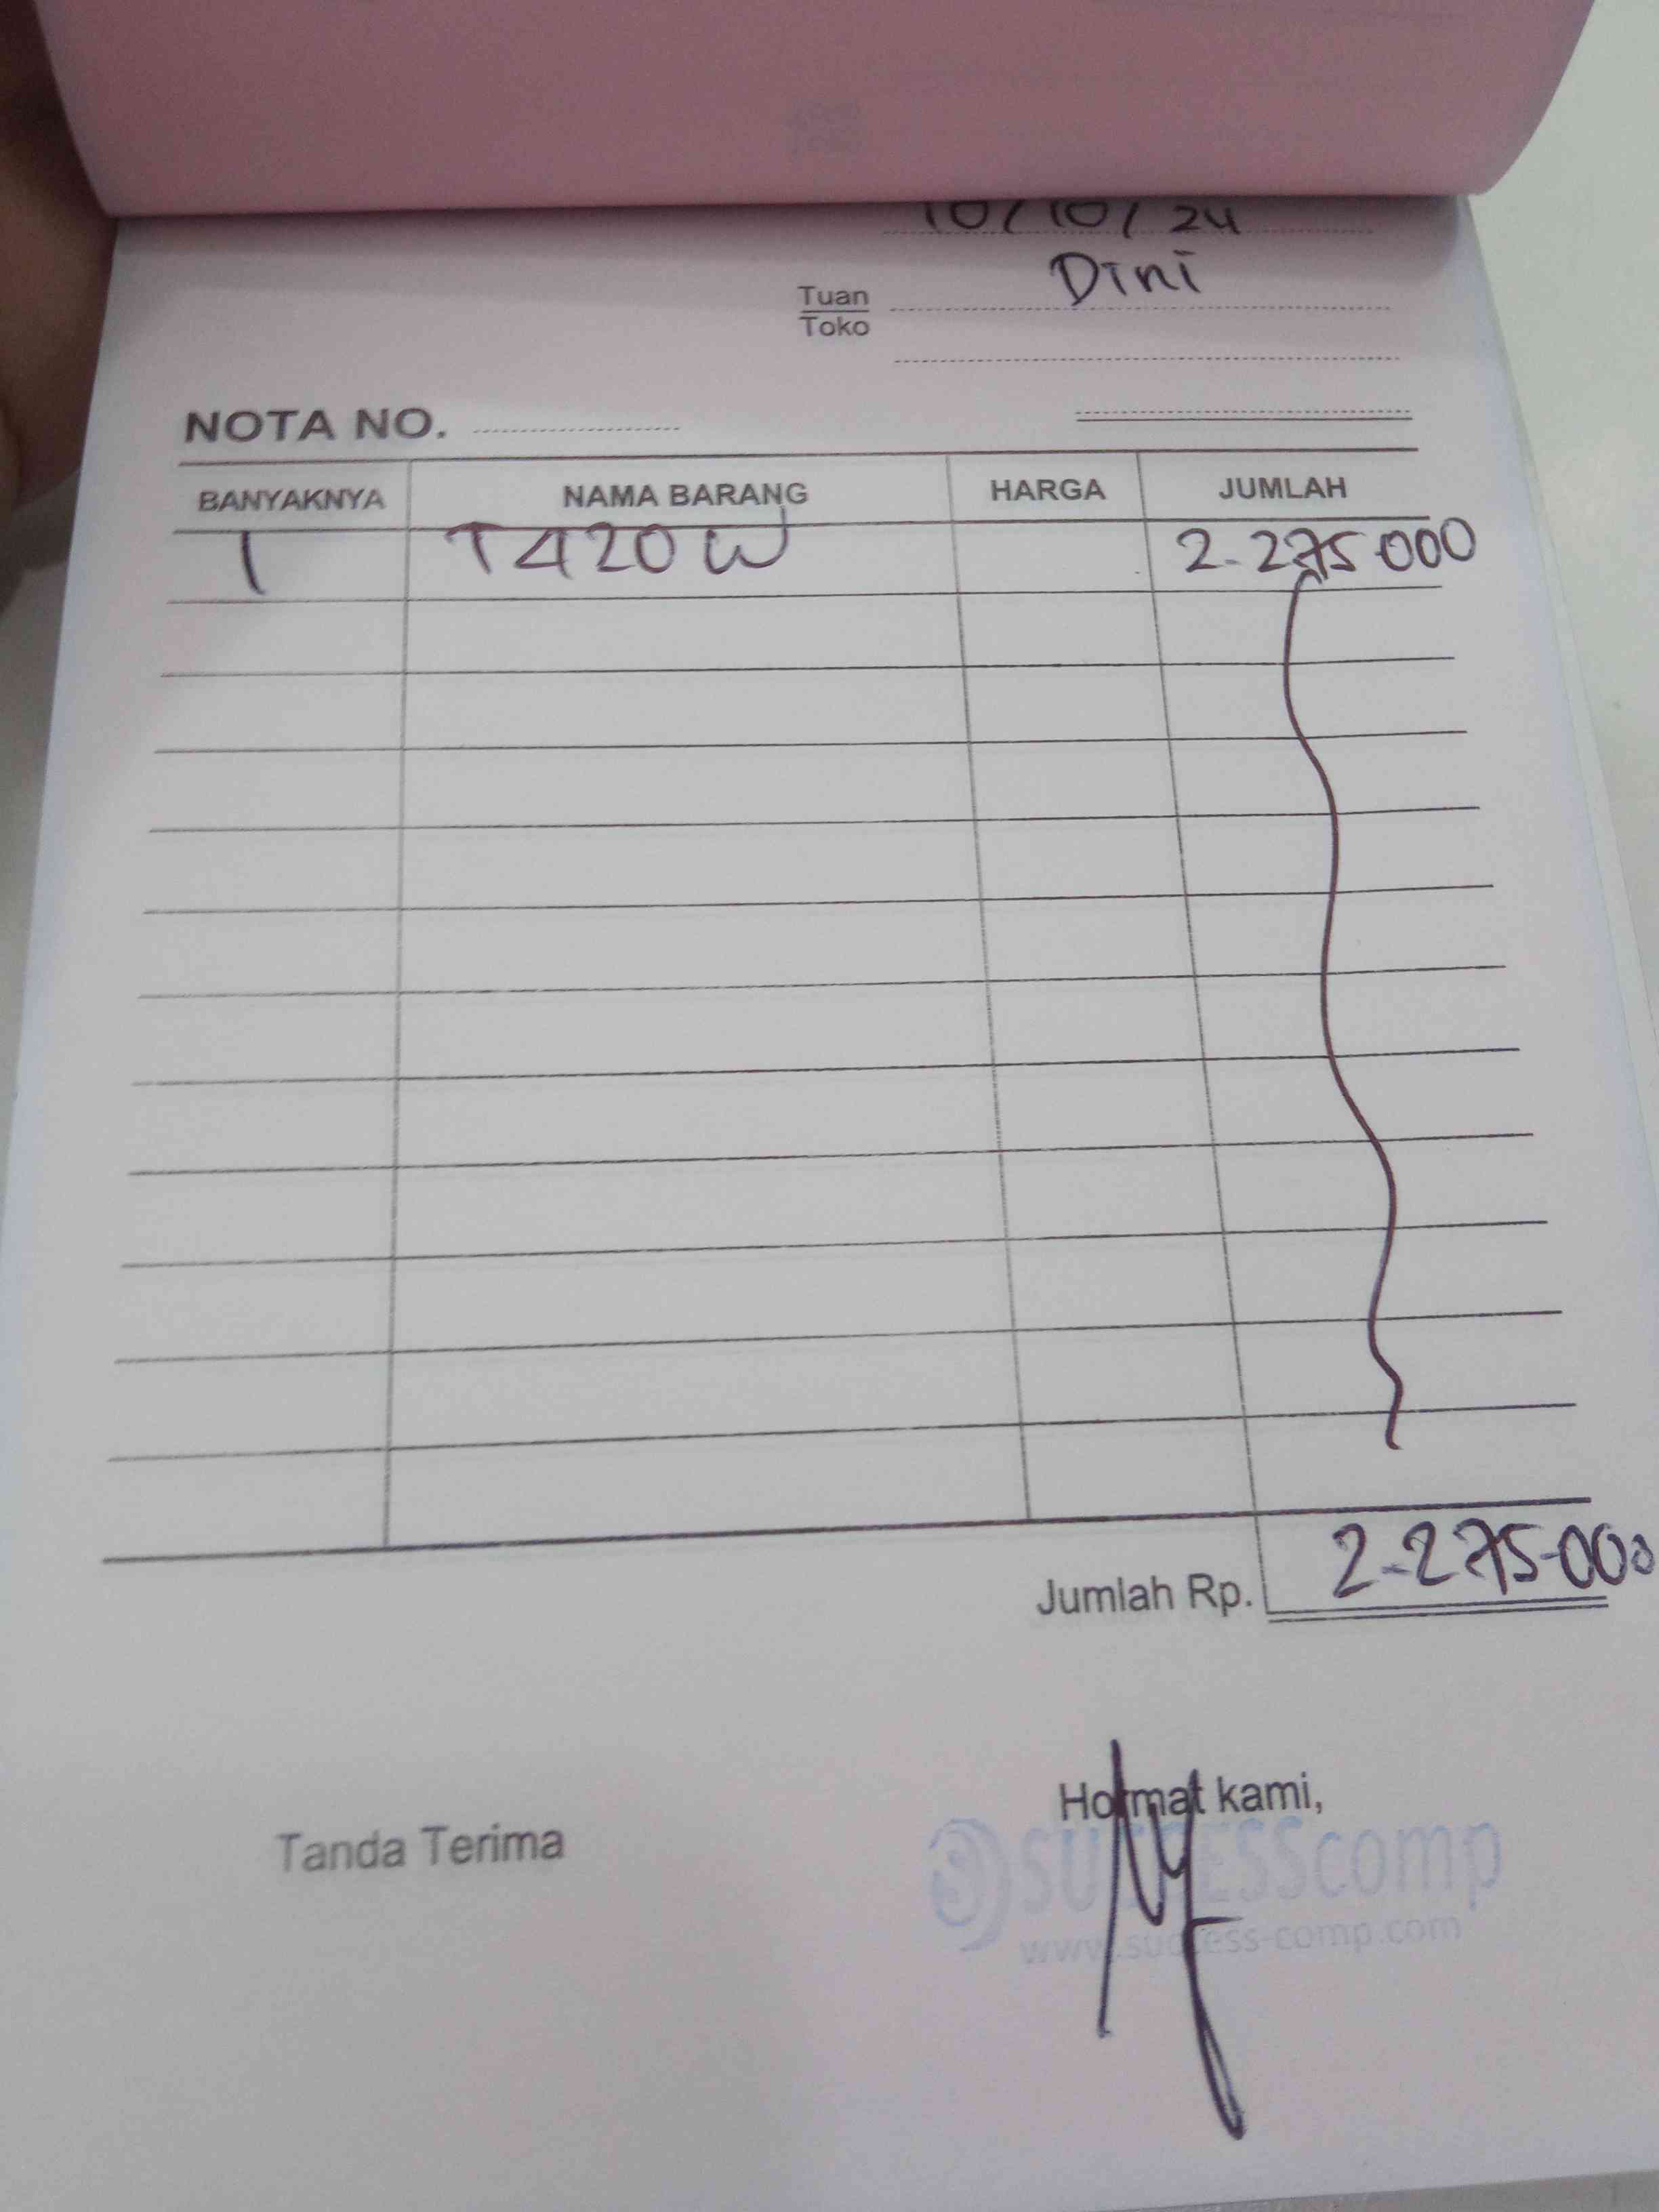 10/10/24
Tuan Dini
Toko
NOTA NO.
BANYAKNYA NAMA BARANG HARGA JUMLAH
1 T420W 2.275.000
Jumlah Rp. 2.275.000
Tanda Terima Hormat kami,
SUCCESScomp
www.success-comp.com